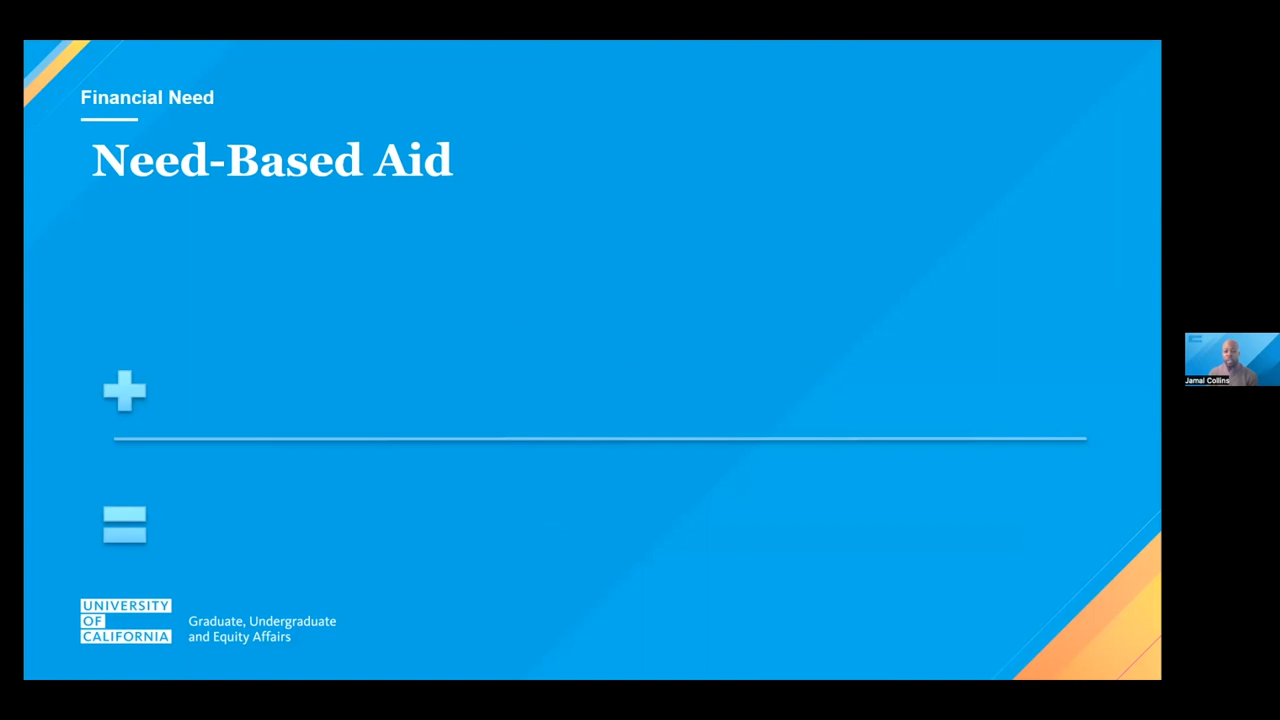 Financial Need
Need-Based Aid
+
=
UNIVERSITY
OF
CALIFORNIA
Graduate, Undergraduate
and Equity Affairs
Jamal Collins